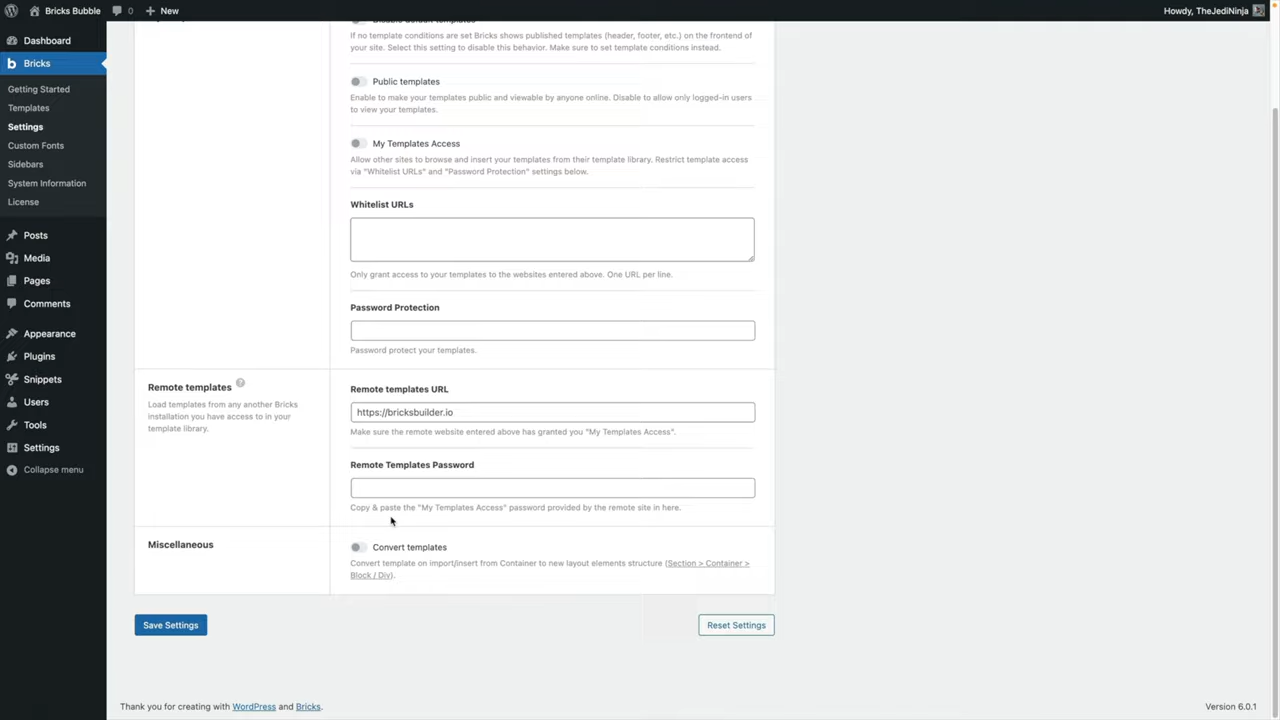 Bricks Bubble
0
New
Howdy, TheJediNinja
Dashboard
Bricks
Getting Started
Templates
Settings
Custom Fonts
Sidebars
System Information
License
Posts
Media
Pages
Comments
Appearance
Plugins
Snippets
Users
Tools
Settings
Collapse menu
If no template conditions are set Bricks shows published templates (header, footer, etc.) on the frontend
of your site. Select this setting to disable this behavior. Make sure to set template conditions instead.
Public templates
Enable to make your templates public and viewable by anyone online. Disable to allow only logged-in users
to view your templates.
My Templates Access
Allow other sites to browse and insert your templates from their template library. Restrict template access
via "Whitelist URLs" and "Password Protection" settings below.
Whitelist URLs
Only grant access to your templates to the websites entered above. One URL per line.
Password Protection
Password protect your templates.
Remote templates ?
Load templates from any another Bricks
installation you have access to in your
template library.
Remote templates URL
https://bricksbuilder.io
Make sure the remote website entered above has granted you "My Templates Access".
Remote Templates Password
Copy & paste the "My Templates Access" password provided by the remote site in here.
Miscellaneous
Convert templates
Convert template on import/insert from Container to new layout elements structure (Section > Container >
Block / Div).
Save Settings
Reset Settings
Thank you for creating with WordPress and Bricks.
Version 6.0.1